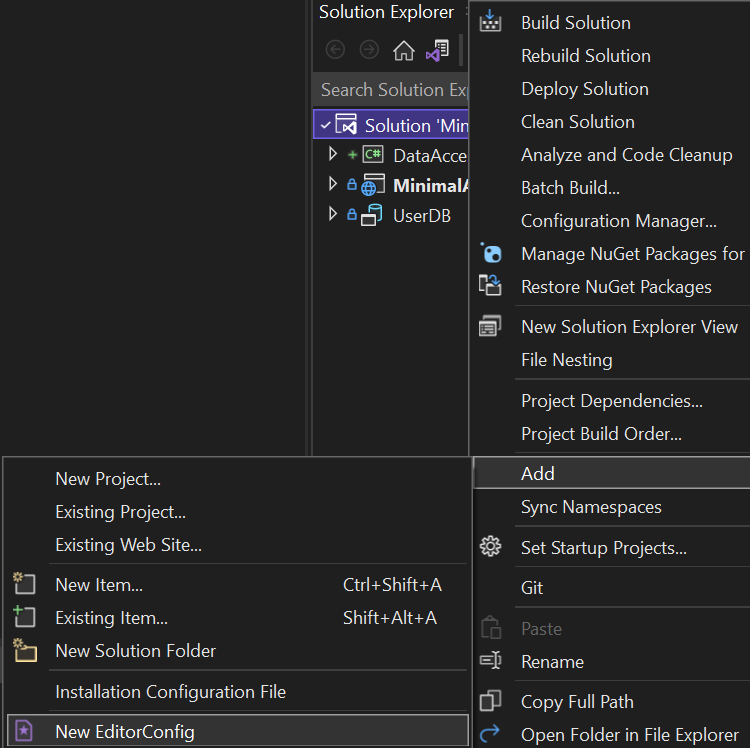 Solution Explorer
Search Solution Exp
Solution 'Min
C# DataAcce
MinimalA
UserDB
Build Solution
Rebuild Solution
Deploy Solution
Clean Solution
Analyze and Code Cleanup
Batch Build...
Configuration Manager...
Manage NuGet Packages for
Restore NuGet Packages
New Solution Explorer View
File Nesting
Project Dependencies...
Project Build Order...
Add
Sync Namespaces
Set Startup Projects...
Git
Paste
Rename
Copy Full Path
Open Folder in File Explorer
New Project...
Existing Project...
Existing Web Site...
New Item... Ctrl+Shift+A
Existing Item... Shift+Alt+A
New Solution Folder
Installation Configuration File
New EditorConfig